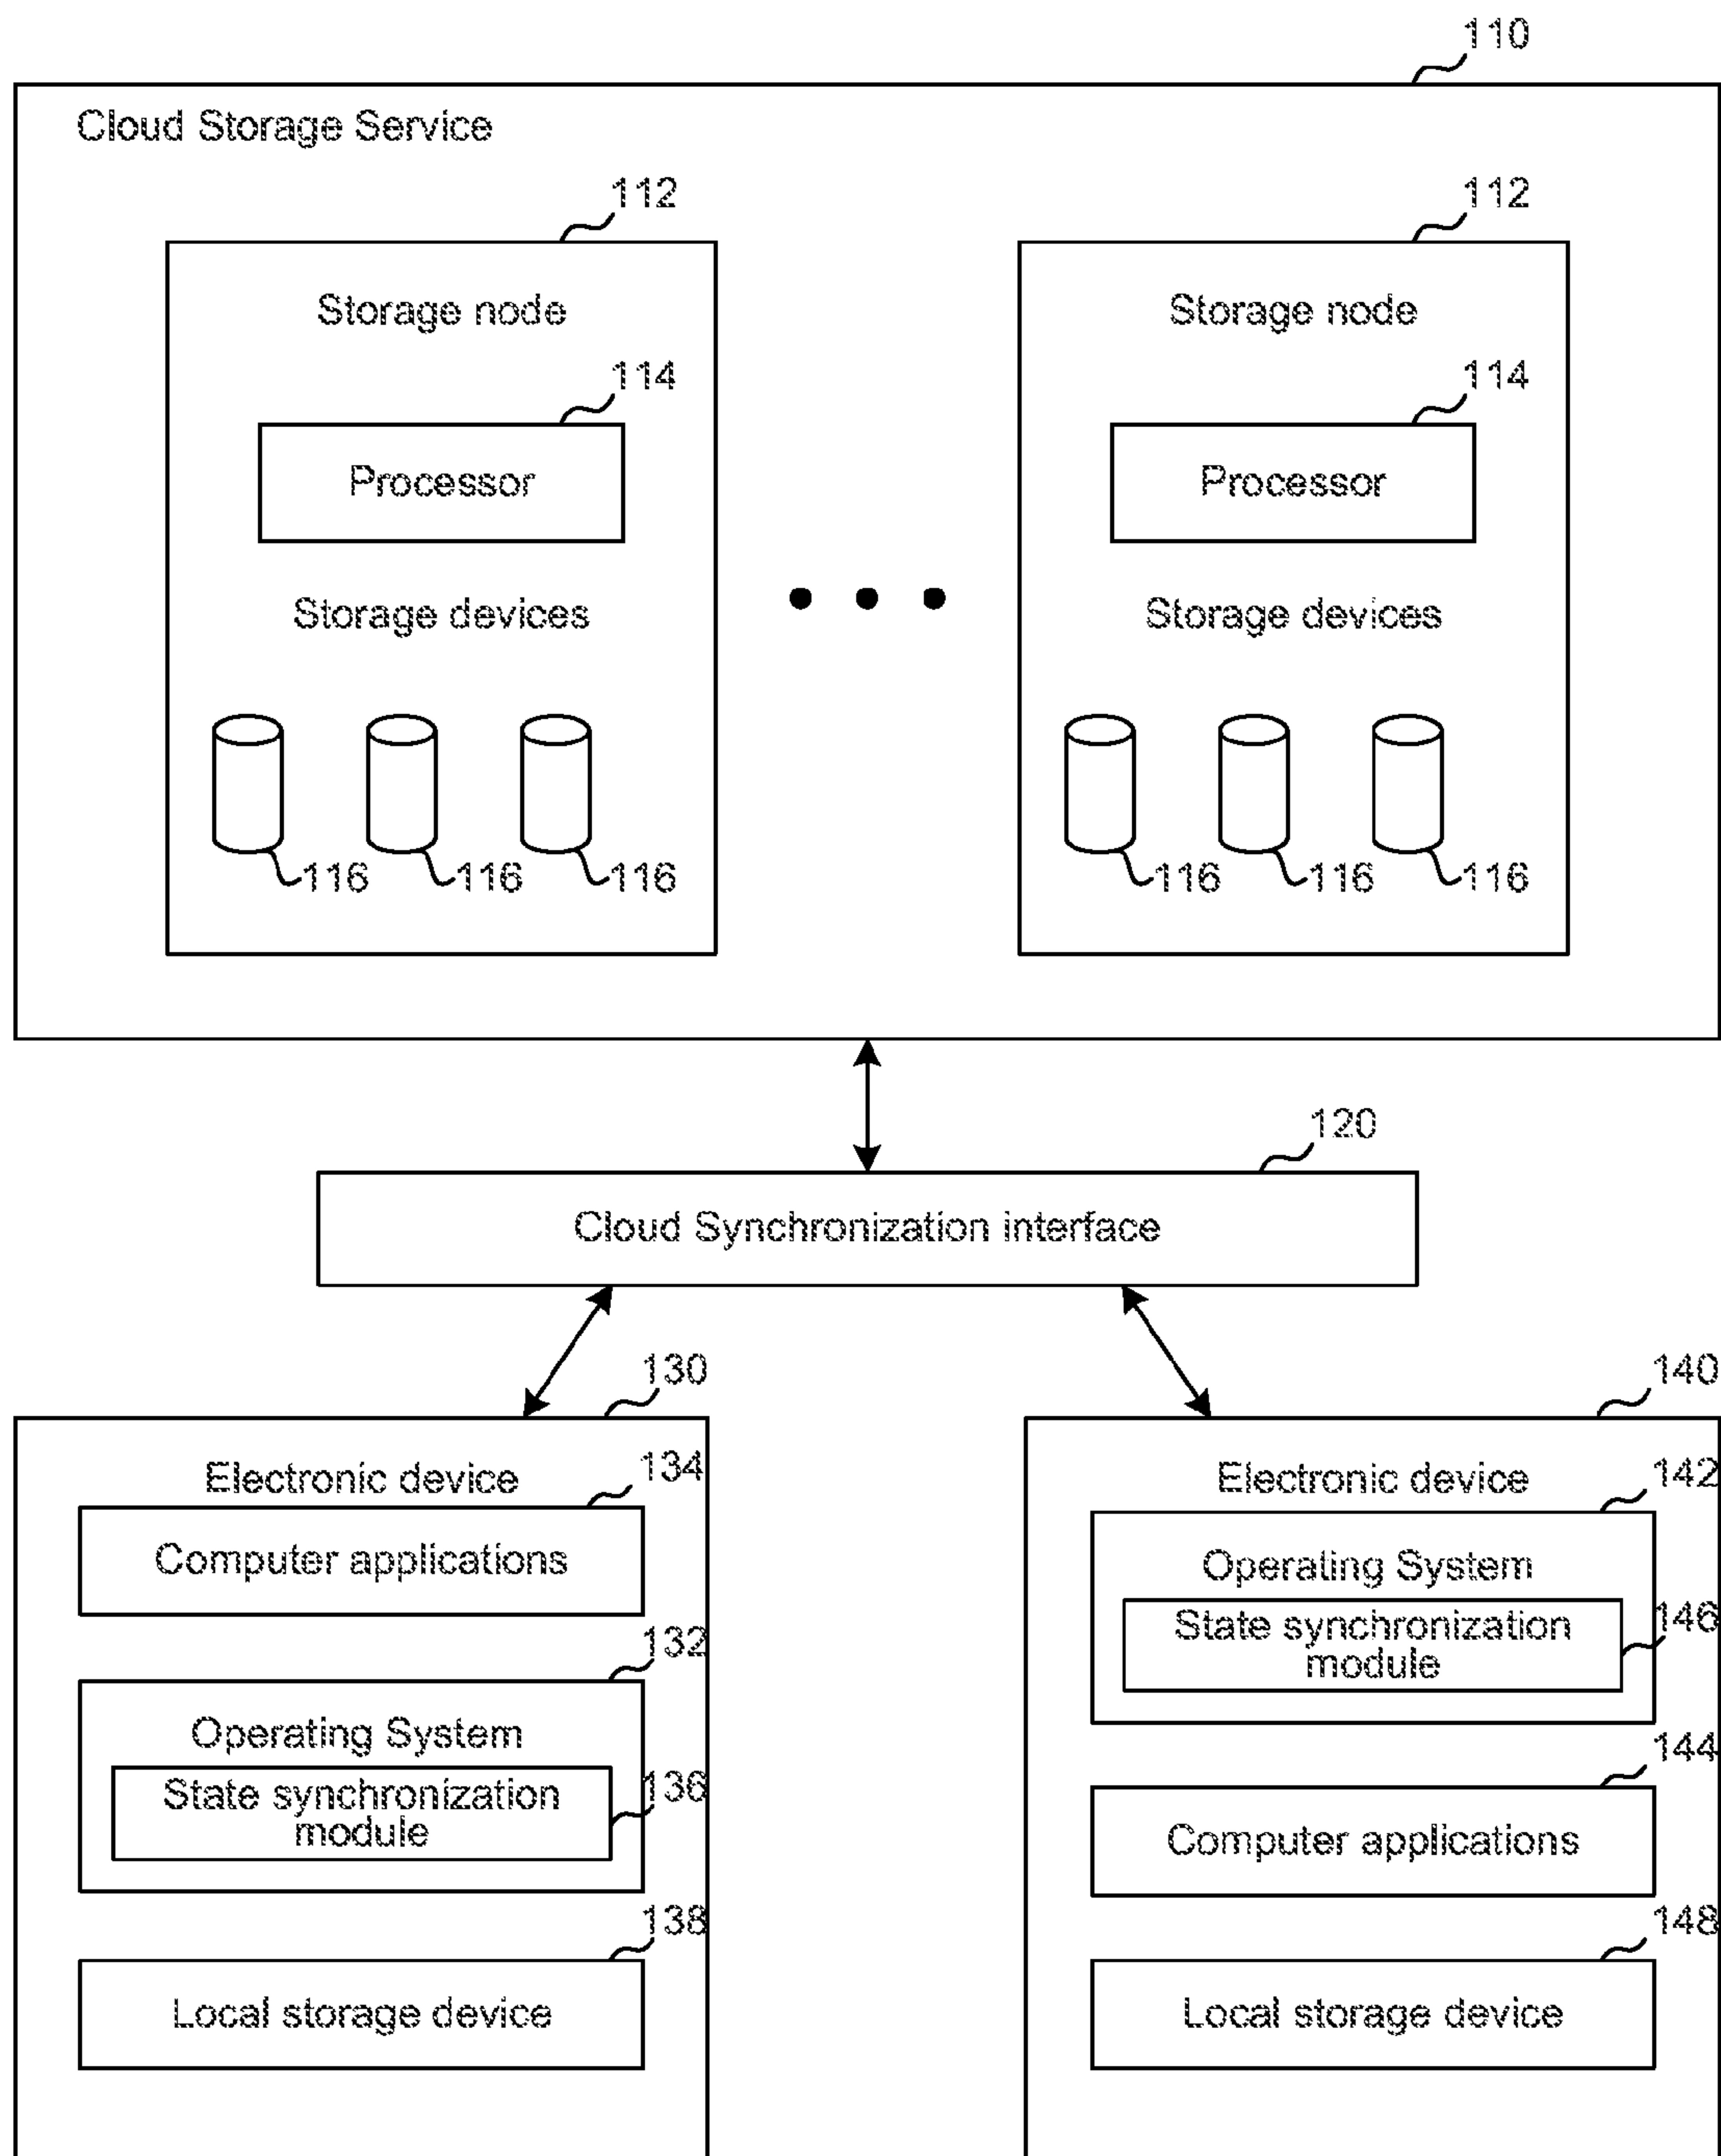 110
Cloud Storage Service
112
112
Storage node
Storage node
114
114
Processor
Processor
Storage devices
Storage devices
116
116
116
116
116
116
120
Cloud Synchronization interface
130
Electronic device
134
Computer applications
132
Operating System
State synchronization
module
136
138
Local storage device
140
Electronic device
142
Operating System
State synchronization
module
146
144
Computer applications
148
Local storage device